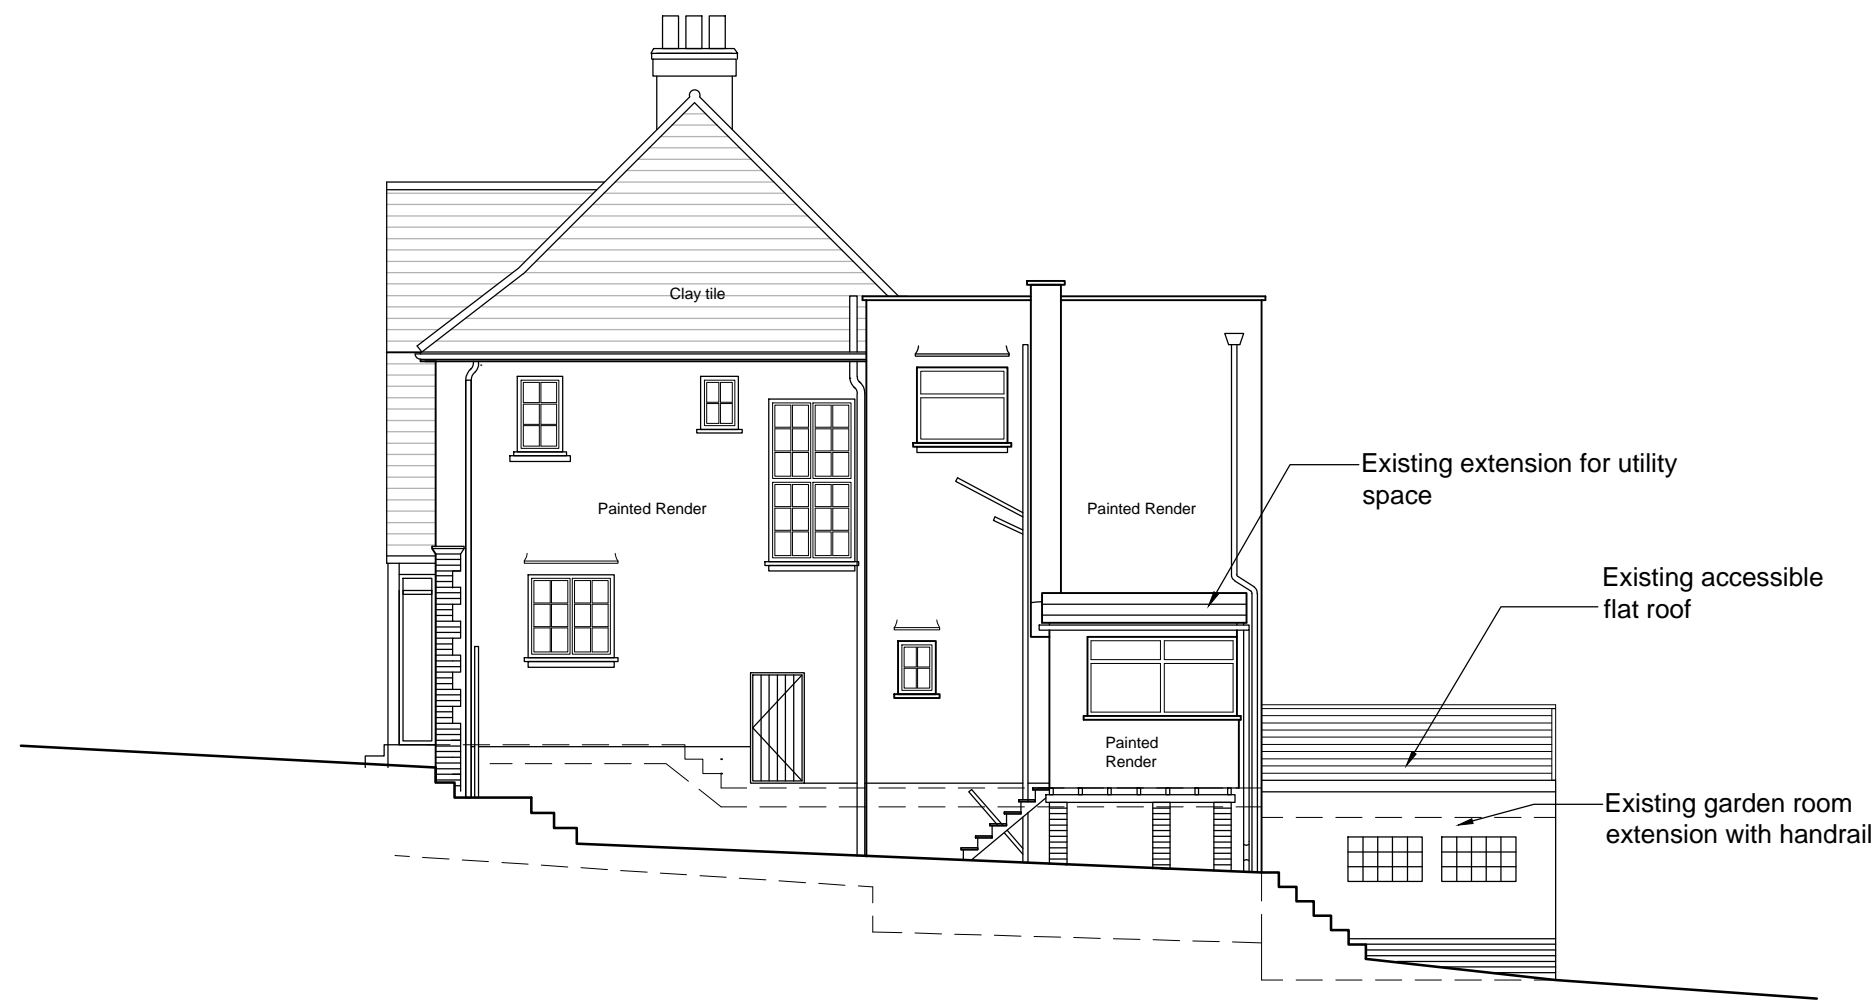 Clay tile
Existing extension for utility
space
Painted Render
Painted Render
Existing accessible
flat roof
Painted
Render
Existing garden room
extension with handrail